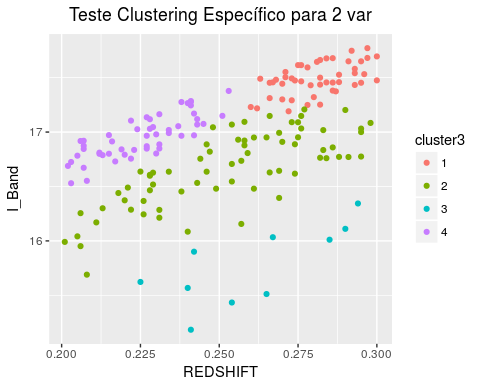 Teste Clustering Específico para 2 var
I_Band
17
16
0.200 0.225 0.250 0.275 0.300
REDSHIFT
cluster3
1
2
3
4